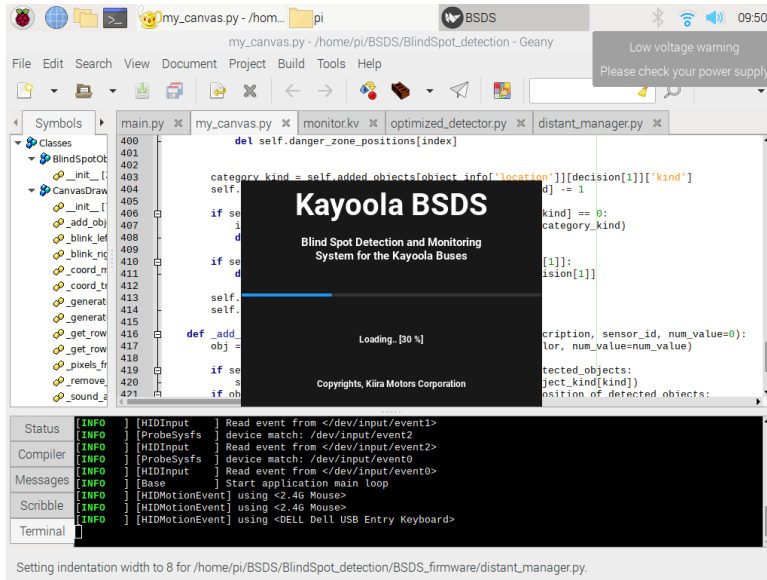 my_canvas.py - /hom...
pi
BSDS
09:50
my_canvas.py - /home/pi/BSDS/BlindSpot_detection - Geany
Low voltage warning
Please check your power supply
File Edit Search View Document Project Build Tools Help
Symbols
main.py
my_canvas.py
monitor.kv
optimized_detector.py
distant_manager.py
Classes
BlindSpotOb
__init__ [
CanvasDraw
__init__ [
_add_obj
_blink_lef
_blink_rig
_coord_m
_coord_tr
_generat
_generat
_get_row
_get_row
_pixels_fr
_remove_
_sound_a
400 del self.danger_zone_positions[index]
401
402
403 category_kind = self.added_objects[object_info['location']][decision[1]]['kind']
404 self. d] -= 1
405
406 if se kind] == 0:
407 i category_kind)
408 d
409
410 if se [1]]:
411 d ision[1]]
412
413 self.
414 self.
415
416 def _add_ cription, sensor_id, num_value=0):
417 obj = lor, num_value=num_value)
418
419 if se tected_objects:
420 s ject_kind[kind])
421 if ob osition of detected objects:
Kayoola BSDS
Blind Spot Detection and Monitoring
System for the Kayoola Buses
Loading.. [30 %]
Copyrights, Kiira Motors Corporation
Status
Compiler
Messages
Scribble
Terminal
[INFO ] [HIDInput ] Read event from </dev/input/event1>
[INFO ] [ProbeSysfs ] device match: /dev/input/event2
[INFO ] [HIDInput ] Read event from </dev/input/event2>
[INFO ] [ProbeSysfs ] device match: /dev/input/event0
[INFO ] [HIDInput ] Read event from </dev/input/event0>
[INFO ] [Base ] Start application main loop
[INFO ] [HIDMotionEvent] using <2.4G Mouse>
[INFO ] [HIDMotionEvent] using <2.4G Mouse>
[INFO ] [HIDMotionEvent] using <DELL Dell USB Entry Keyboard>
Setting indentation width to 8 for /home/pi/BSDS/BlindSpot_detection/BSDS_firmware/distant_manager.py.